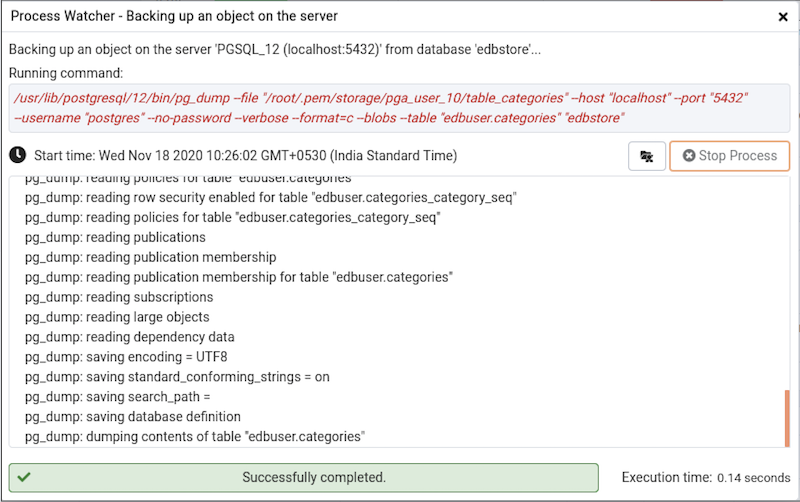 Process Watcher - Backing up an object on the server
Backing up an object on the server 'PGSQL_12 (localhost:5432)' from database 'edbstore'...
Running command:
/usr/lib/postgresql/12/bin/pg_dump --file "/root/.pem/storage/pga_user_10/table_categories" --host "localhost" --port "5432"
--username "postgres" --no-password --verbose --format=c --blobs --table "edbuser.categories" "edbstore"
Start time: Wed Nov 18 2020 10:26:02 GMT+0530 (India Standard Time)
Stop Process
pg_dump: reading policies for table "edbuser.categories"
pg_dump: reading row security enabled for table "edbuser.categories_category_seq"
pg_dump: reading policies for table "edbuser.categories_category_seq"
pg_dump: reading publications
pg_dump: reading publication membership
pg_dump: reading publication membership for table "edbuser.categories"
pg_dump: reading subscriptions
pg_dump: reading large objects
pg_dump: reading dependency data
pg_dump: saving encoding = UTF8
pg_dump: saving standard_conforming_strings = on
pg_dump: saving search_path =
pg_dump: saving database definition
pg_dump: dumping contents of table "edbuser.categories"
Successfully completed.
Execution time: 0.14 seconds